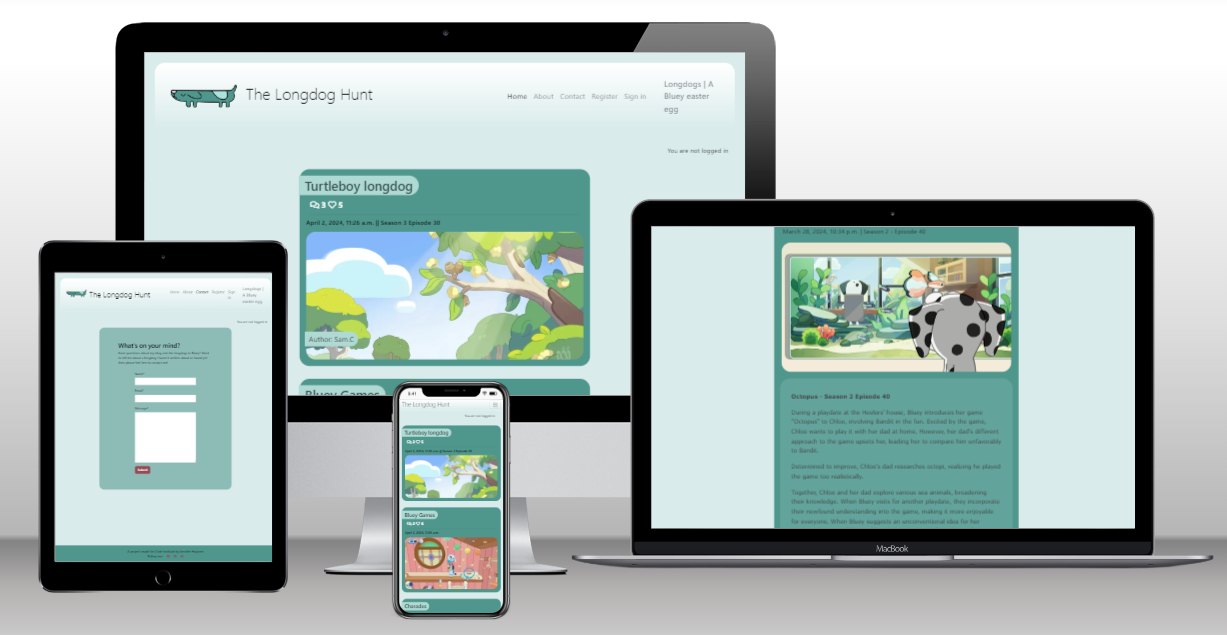 The Longdog Hunt
Home About Contact Register Sign in
Longdogs | A
Bluey easter
egg
You are not logged in
Turtleboy longdog
3 5
April 2, 2024, 11:26 a.m. || Season 3 Episode 30
Author: Sam.C
Bluey Games
The Longdog Hunt
Home About Contact Register Sign
in
Longdogs |
A Bluey
easter egg
You are not logged in
What's on your mind?
Name*
Email*
Message*
Submit
3:41
The Longdog Hunt
You are not logged in
Turtleboy longdog
Bluey Games
Charades
March 28, 2024, 10:14 p.m. || Season 2 - Episode 40
Octopus - Season 2 Episode 40
During a playdate at the Heelers' house, Bluey introduces her game
"Octopus" to Chloe, involving Bandit in the fun. Excited by the game,
Chloe wants to play it with her dad at home. However, her dad's different
approach to the game upsets her, leading her to compare him unfavorably
to Bandit.
Determined to improve, Chloe's dad researches octopi, realizing he played
the game too realistically.
Together, Chloe and her dad explore various sea animals, broadening
their knowledge. When Bluey visits for another playdate, they incorporate
their newfound understanding into the game, making it more enjoyable
for everyone. When Bluey suggests an unconventional idea for her
MacBook